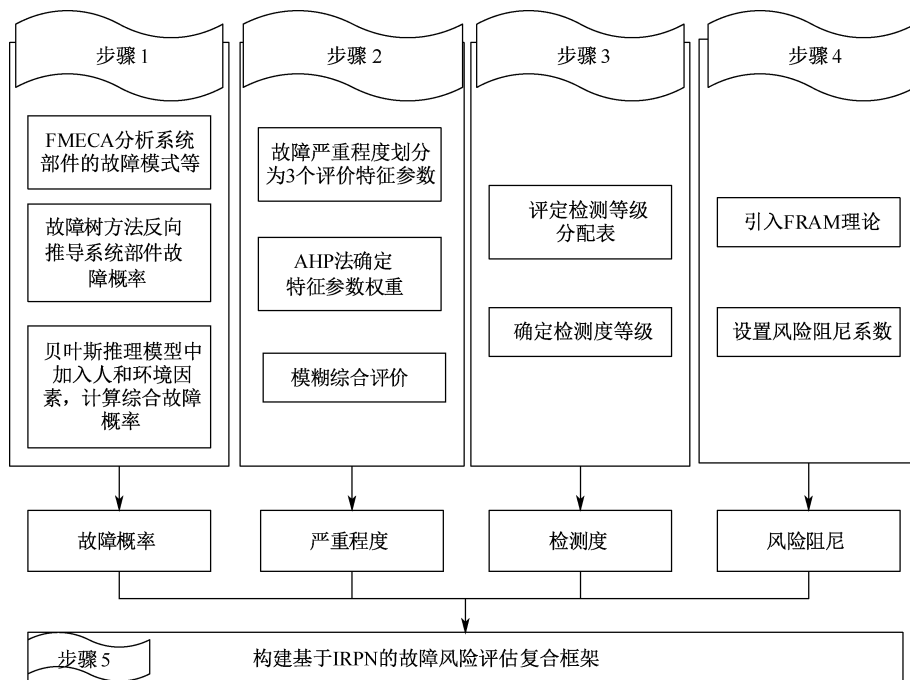 步骤 1
FMECA分析系统
部件的故障模式等
故障树方法反向
推导系统部件故
障概率
贝叶斯推理模型中
加入人和环境因
素，计算综合故障
概率
故障概率
步骤 2
故障严重程度划分
为3个评价特征参数
AHP法确定
特征参数权重
模糊综合评价
严重程度
步骤 3
评定检测等级
分配表
确定检测度等级
检测度
步骤 4
引入FRAM理论
设置风险阻尼系数
风险阻尼
步骤 5
构建基于IRPN的故障风险评估复合框架